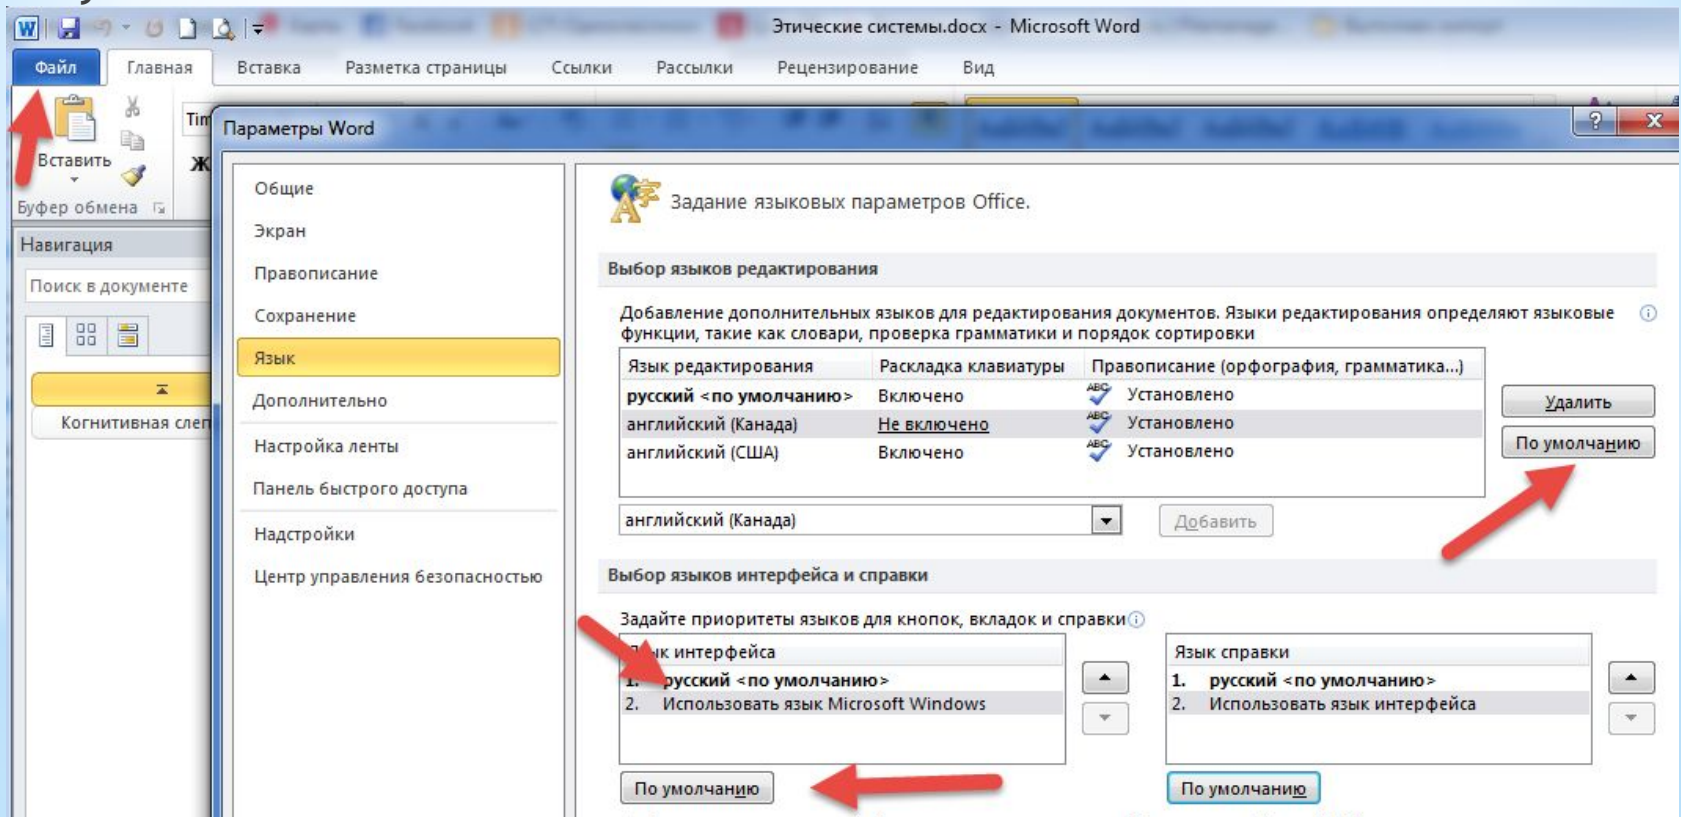 Этические системы.docx - Microsoft Word
Файл Главная Вставка Разметка страницы Ссылки Рассылки Рецензирование Вид
Tim
Вставить
Ж
Буфер обмена
Навигация
Поиск в документе
Когнитивная слеп
Параметры Word
Общие
Экран
Правописание
Сохранение
Язык
Дополнительно
Настройка ленты
Панель быстрого доступа
Надстройки
Центр управления безопасностью
Задание языковых параметров Office.
Выбор языков редактирования
Добавление дополнительных языков для редактирования документов. Языки редактирования определяют языковые
функции, такие как словари, проверка грамматики и порядок сортировки
Язык редактирования Раскладка клавиатуры Правописание (орфография, грамматика...)
русский <по умолчанию> Включено Установлено
английский (Канада) Не включено Установлено
английский (США) Включено Установлено
Удалить
По умолчанию
английский (Канада)
Добавить
Выбор языков интерфейса и справки
Задайте приоритеты языков для кнопок, вкладок и справки
ык интерфейса
1. русский <по умолчанию>
2. Использовать язык Microsoft Windows
По умолчанию
Язык справки
1. русский <по умолчанию>
2. Использовать язык интерфейса
По умолчанию